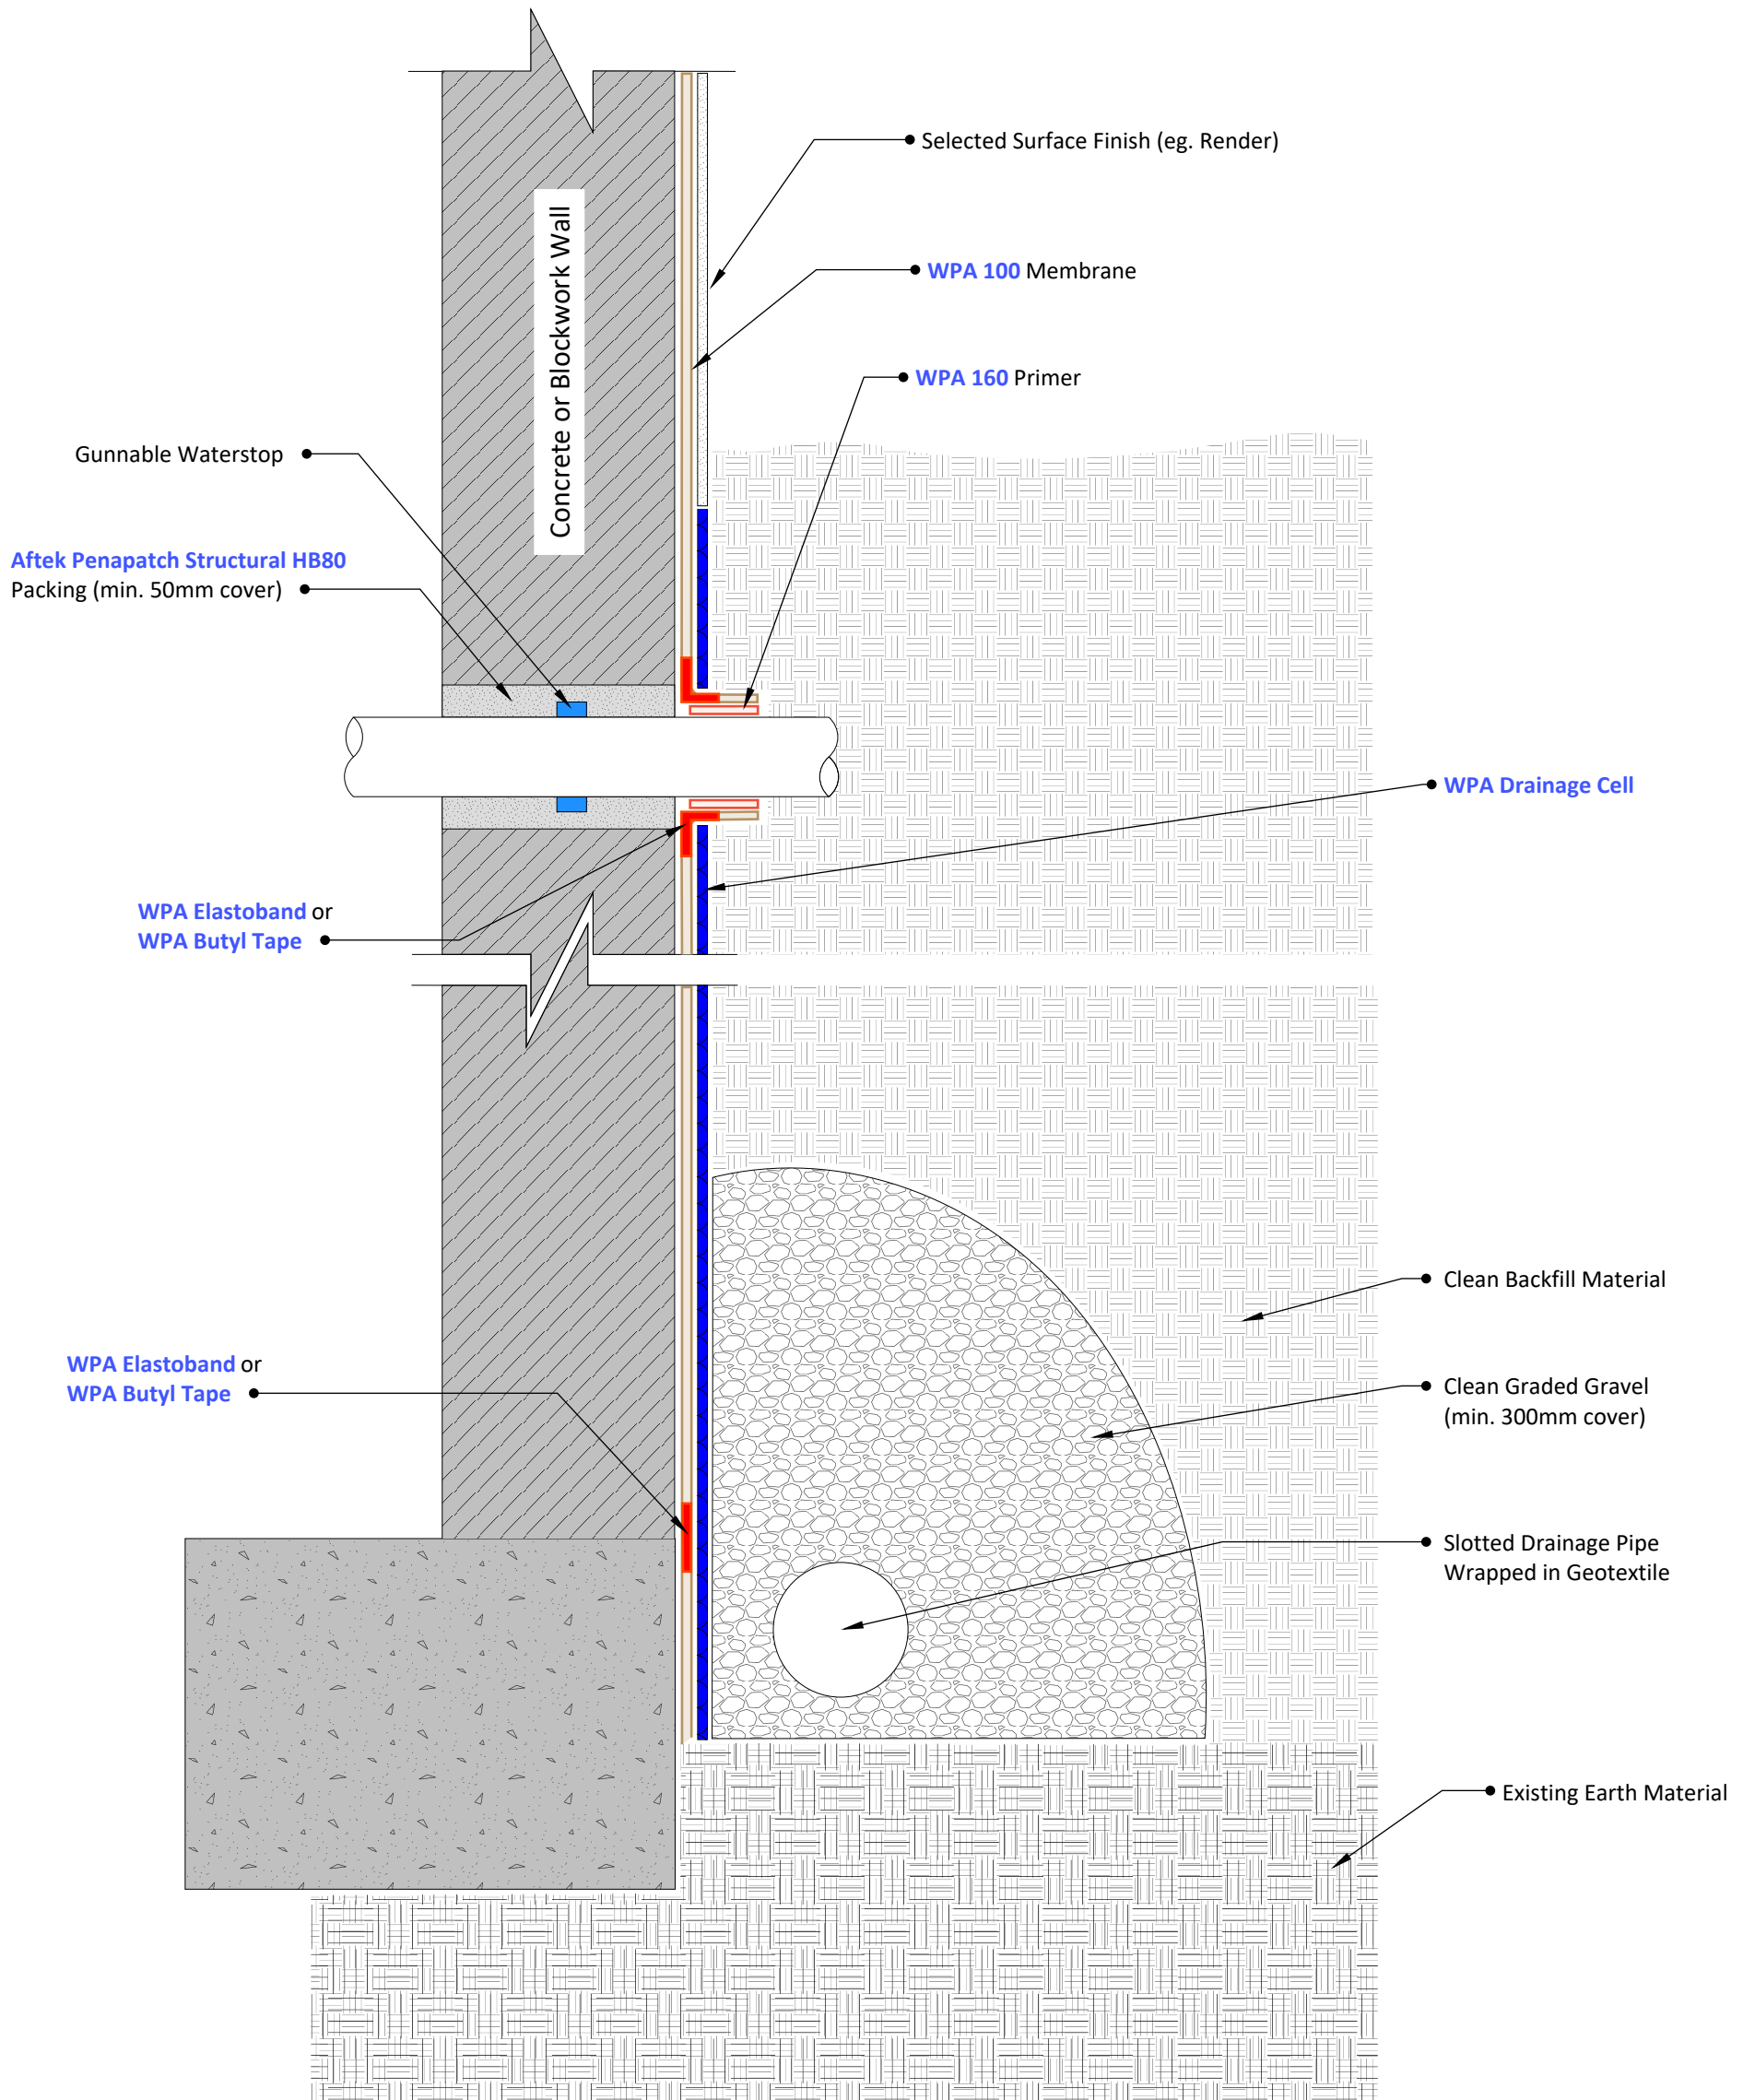 Selected Surface Finish (eg. Render)
WPA 100 Membrane
WPA 160 Primer
Concrete or Blockwork Wall
Gunnable Waterstop
Aftek Penapatch Structural HB80
Packing (min. 50mm cover)
WPA Drainage Cell
WPA Elastoband or
WPA Butyl Tape
Clean Backfill Material
WPA Elastoband or
WPA Butyl Tape
Clean Graded Gravel
(min. 300mm cover)
Slotted Drainage Pipe
Wrapped in Geotextile
Existing Earth Material